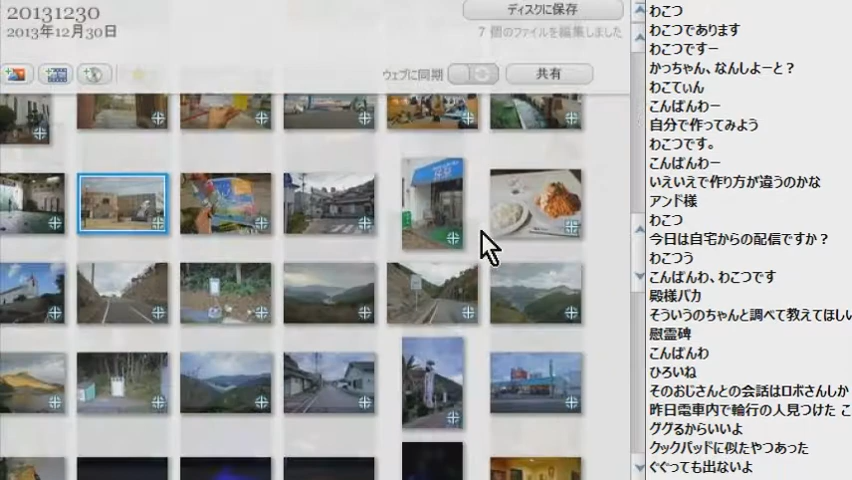 20131230
2013年12月30日
ディスクに保存
7 個のファイルを編集しました
ウェブに同期
共有
わこつ
わこつであります
わこつですー
かっちゃん、なんしよーと？
わこてぃん
こんばんわー
自分で作ってみよう
わこつです。
こんばんわー
いえいえで作り方が違うのかな
アンド様
わこつ
今日は自宅からの配信ですか？
わこつう
こんばんわ、わこつです
殿様バカ
そういうのちゃんと調べて教えてほしい
慰霊碑
こんばんわ
ひろいね
そのおじさんとの会話はロボさんしか
昨日電車内で輪行の人見つけた こ
ググるからいいよ
クックパッドに似たやつあった
ぐぐっても出ないよ